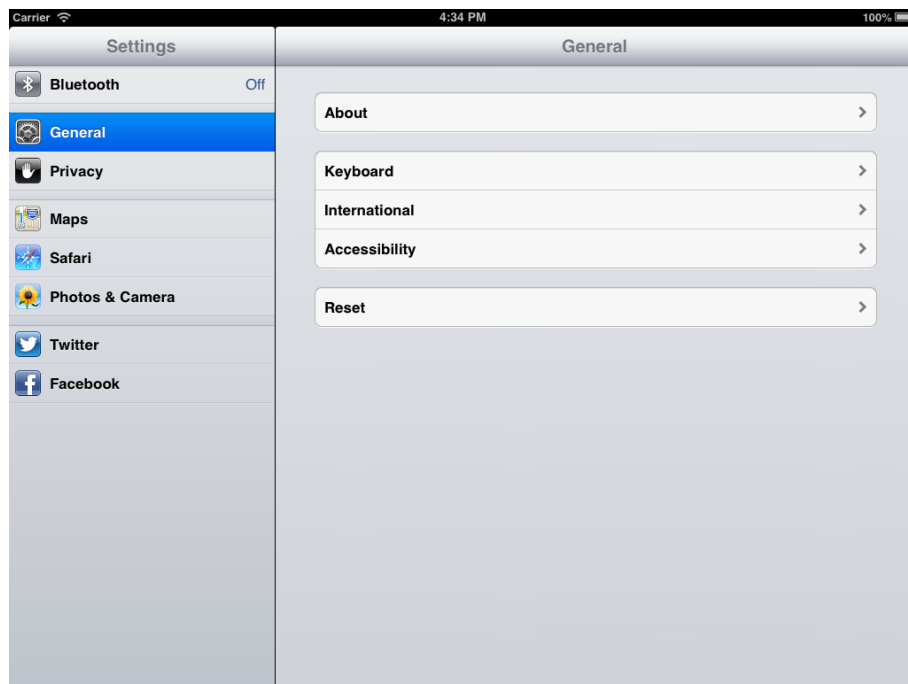 Carrier 4:34 PM 100%
Settings
Bluetooth Off
General
Privacy
Maps
Safari
Photos & Camera
Twitter
Facebook
General
About
Keyboard
International
Accessibility
Reset